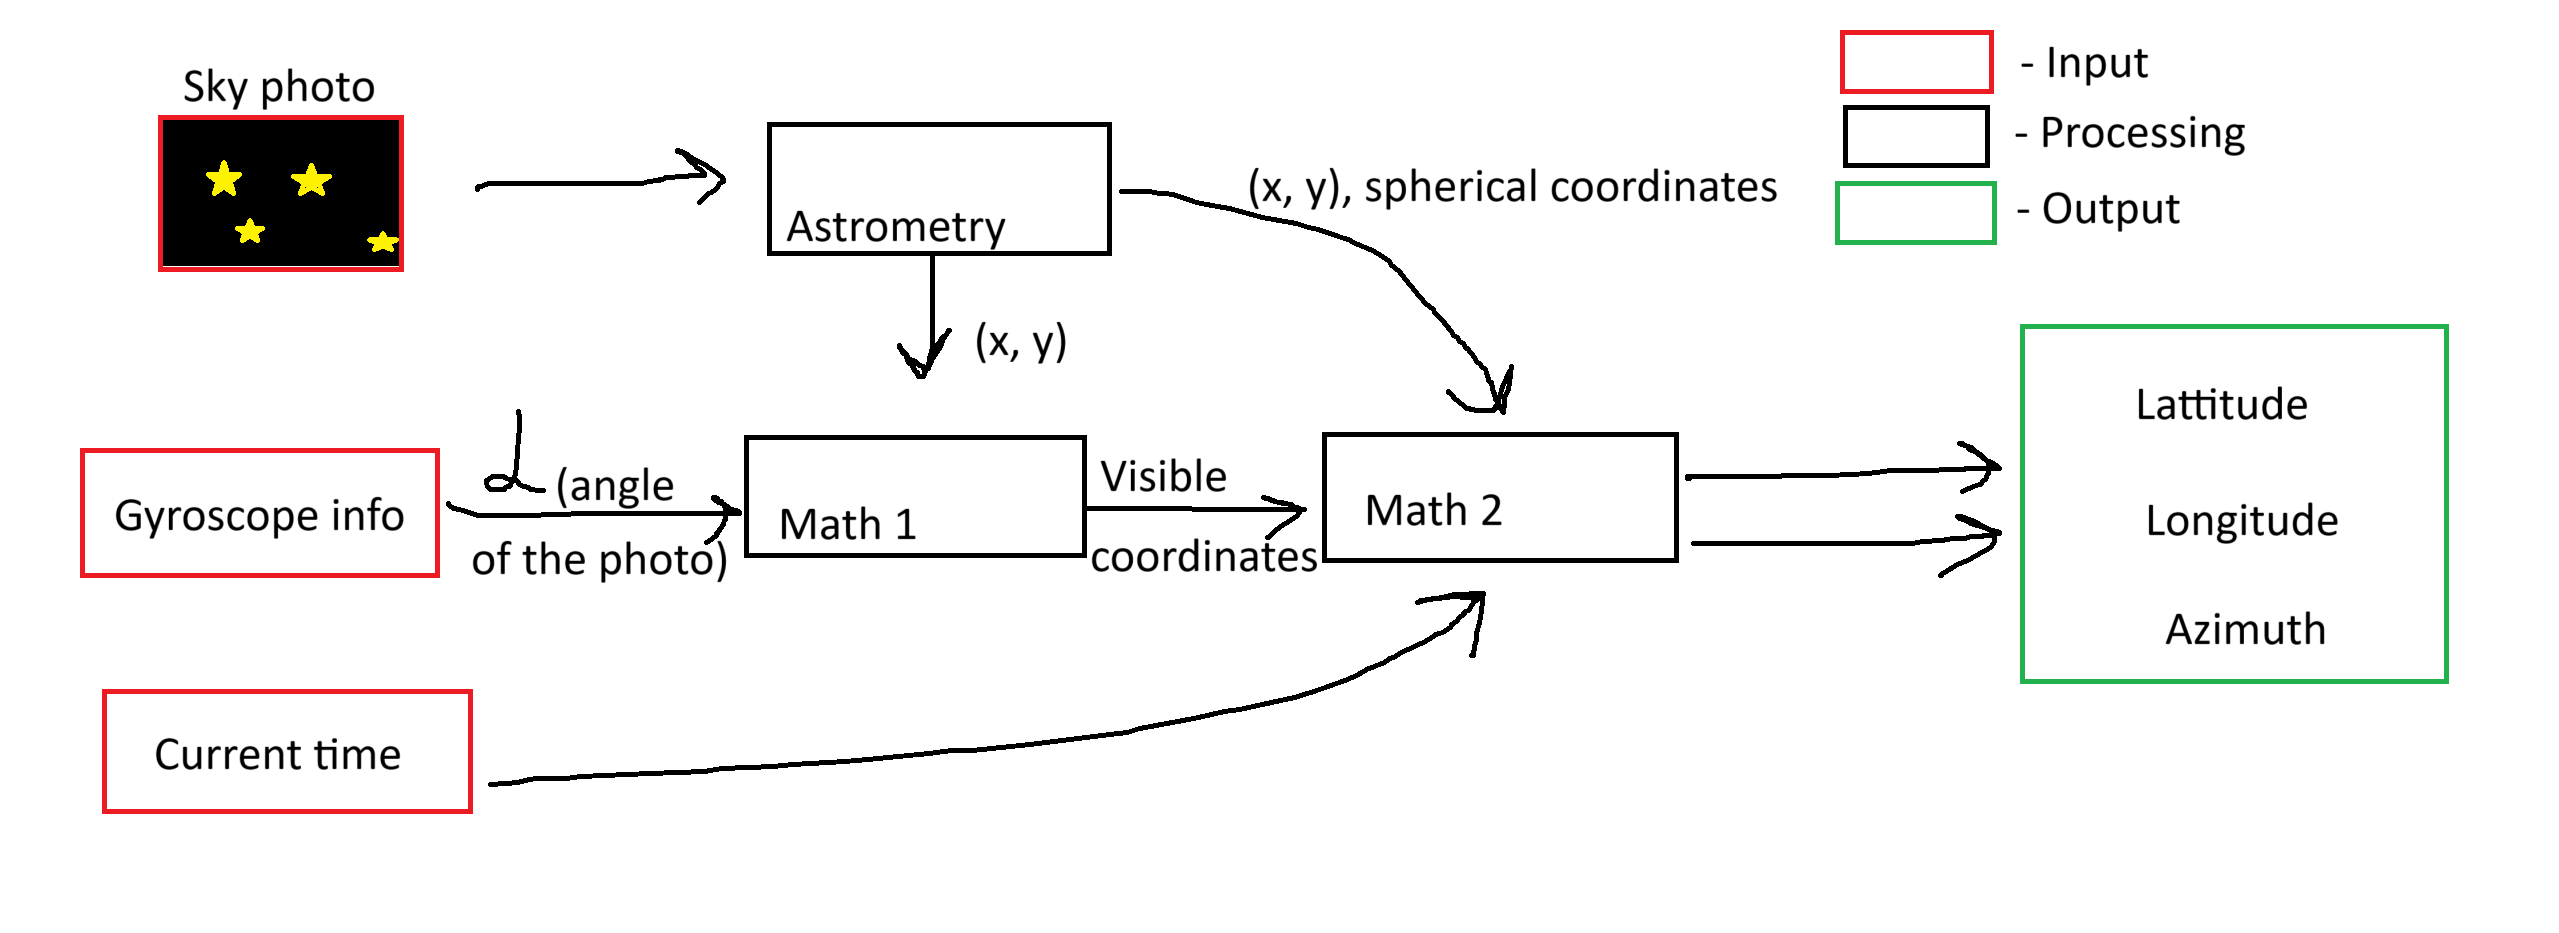 Sky photo
- Input
- Processing
- Output
Astrometry
(x, y), spherical coordinates
(x, y)
Gyroscope info
α (angle
of the photo)
Math 1
Visible
coordinates
Math 2
Lattitude
Longitude
Azimuth
Current time